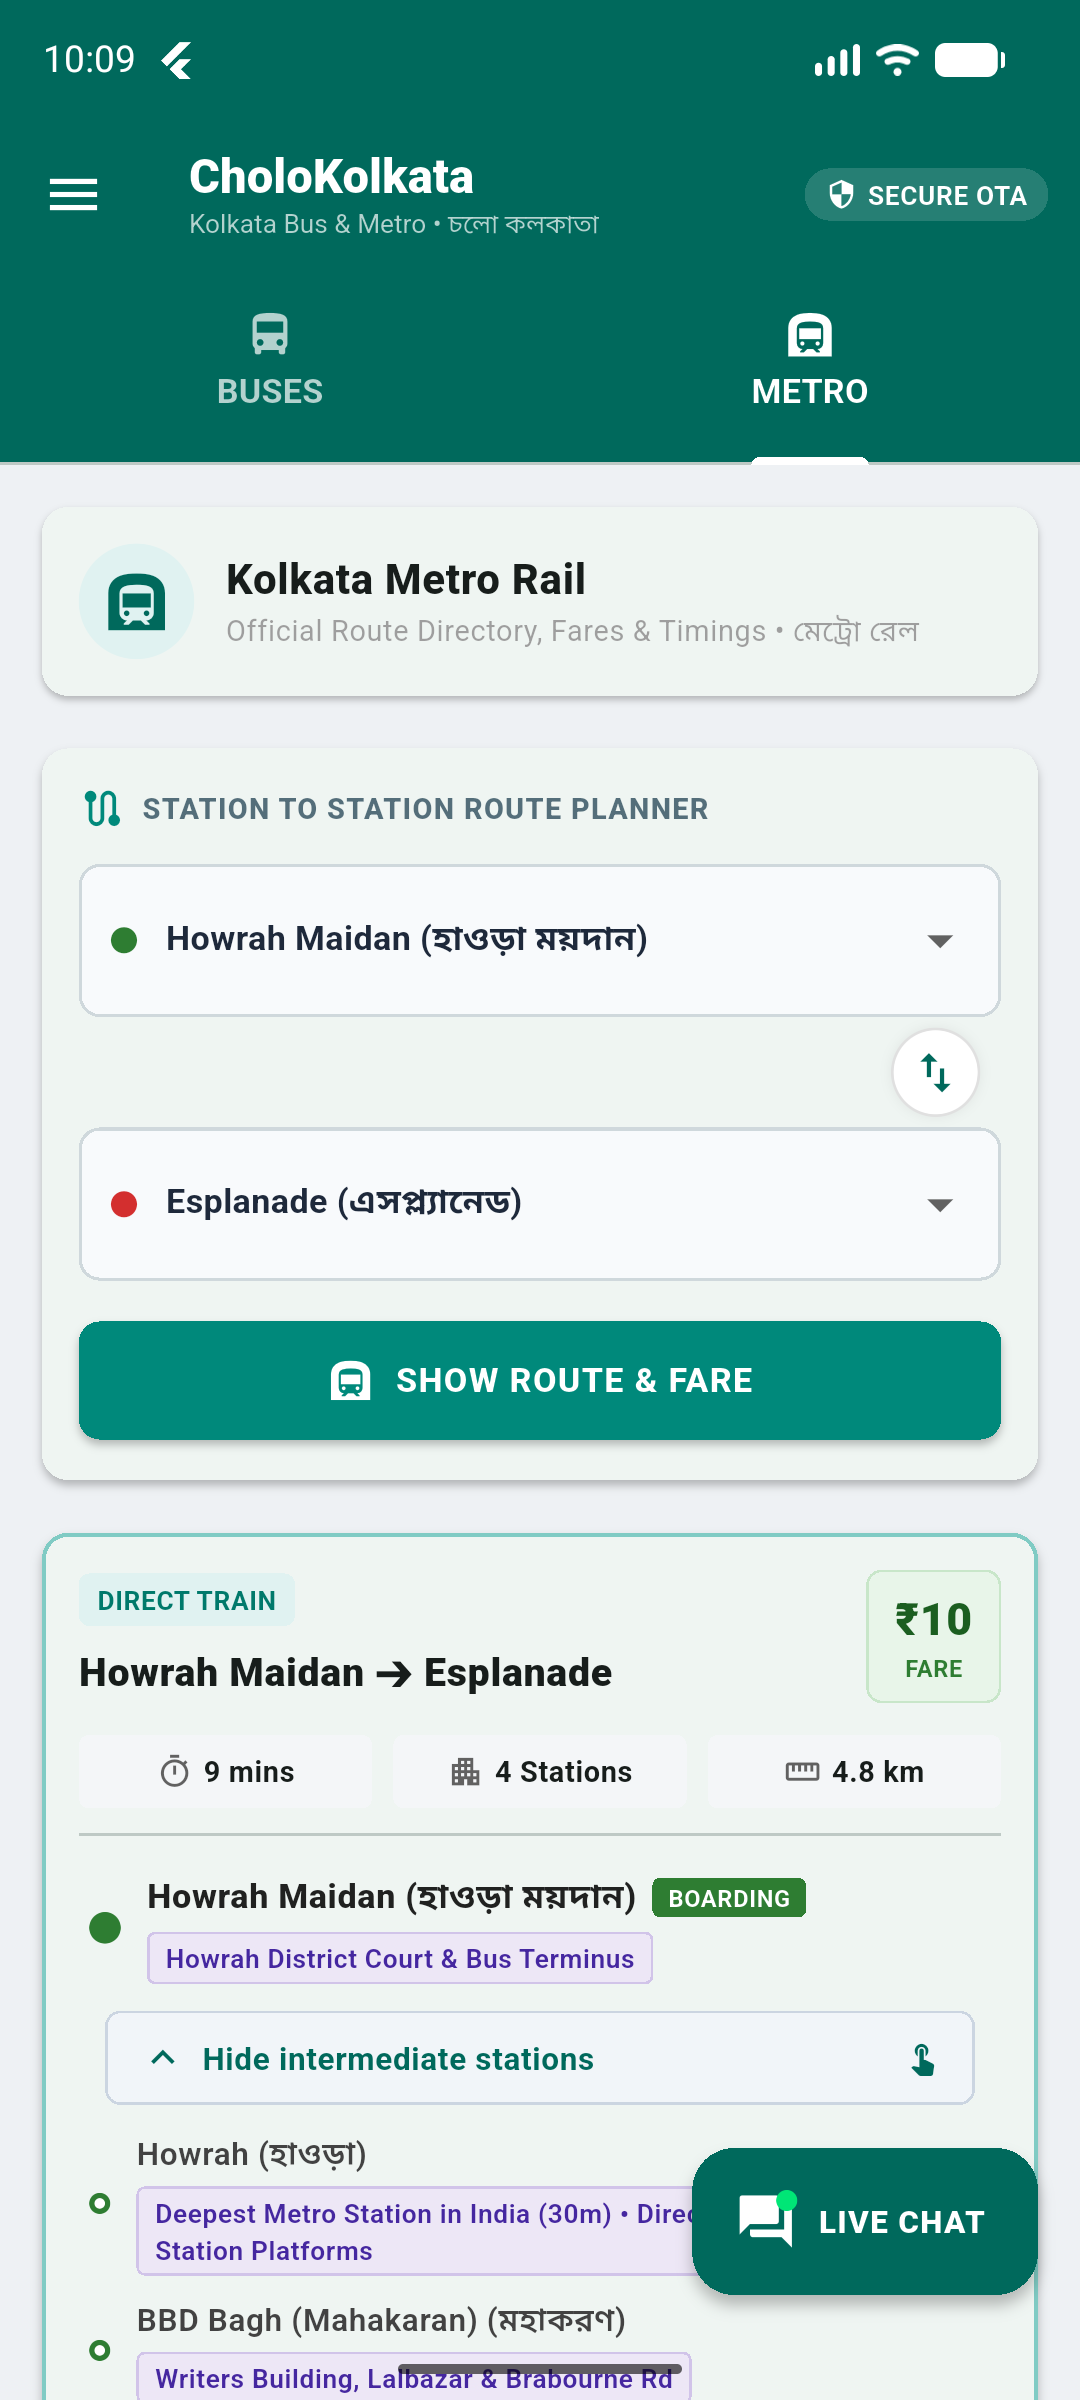 10:09
CholoKolkata
Kolkata Bus & Metro • চলো কলকাতা
SECURE OTA
BUSES
METRO
Kolkata Metro Rail
Official Route Directory, Fares & Timings • মেট্রো রেল
STATION TO STATION ROUTE PLANNER
Howrah Maidan (হাওড়া ময়দান)
Esplanade (এসপ্ল্যানেড)
SHOW ROUTE & FARE
DIRECT TRAIN
₹10
FARE
Howrah Maidan ➔ Esplanade
9 mins
4 Stations
4.8 km
Howrah Maidan (হাওড়া ময়দান)
BOARDING
Howrah District Court & Bus Terminus
Hide intermediate stations
Howrah (হাওড়া)
Deepest Metro Station in India (30m) •
Station Platforms
LIVE CHAT
BBD Bagh (Mahakaran) (মহাকরণ)
Writers Building, Lalbazar & Brabourne Rd